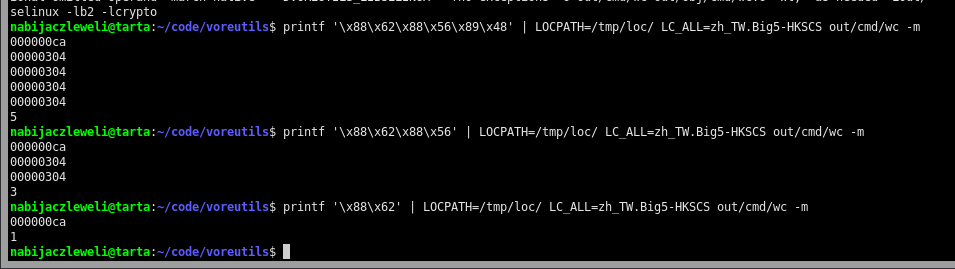 selinux -lb2 -lcrypto
nabijaczleweli@tarta:~/code/voreutils$ printf '\x88\x62\x88\x56\x89\x48' | LOCPATH=/tmp/loc/ LC_ALL=zh_TW.Big5-HKSCS out/cmd/wc -m
000000ca
00000304
00000304
00000304
00000304
5
nabijaczleweli@tarta:~/code/voreutils$ printf '\x88\x62\x88\x56' | LOCPATH=/tmp/loc/ LC_ALL=zh_TW.Big5-HKSCS out/cmd/wc -m
000000ca
00000304
00000304
3
nabijaczleweli@tarta:~/code/voreutils$ printf '\x88\x62' | LOCPATH=/tmp/loc/ LC_ALL=zh_TW.Big5-HKSCS out/cmd/wc -m
000000ca
1
nabijaczleweli@tarta:~/code/voreutils$